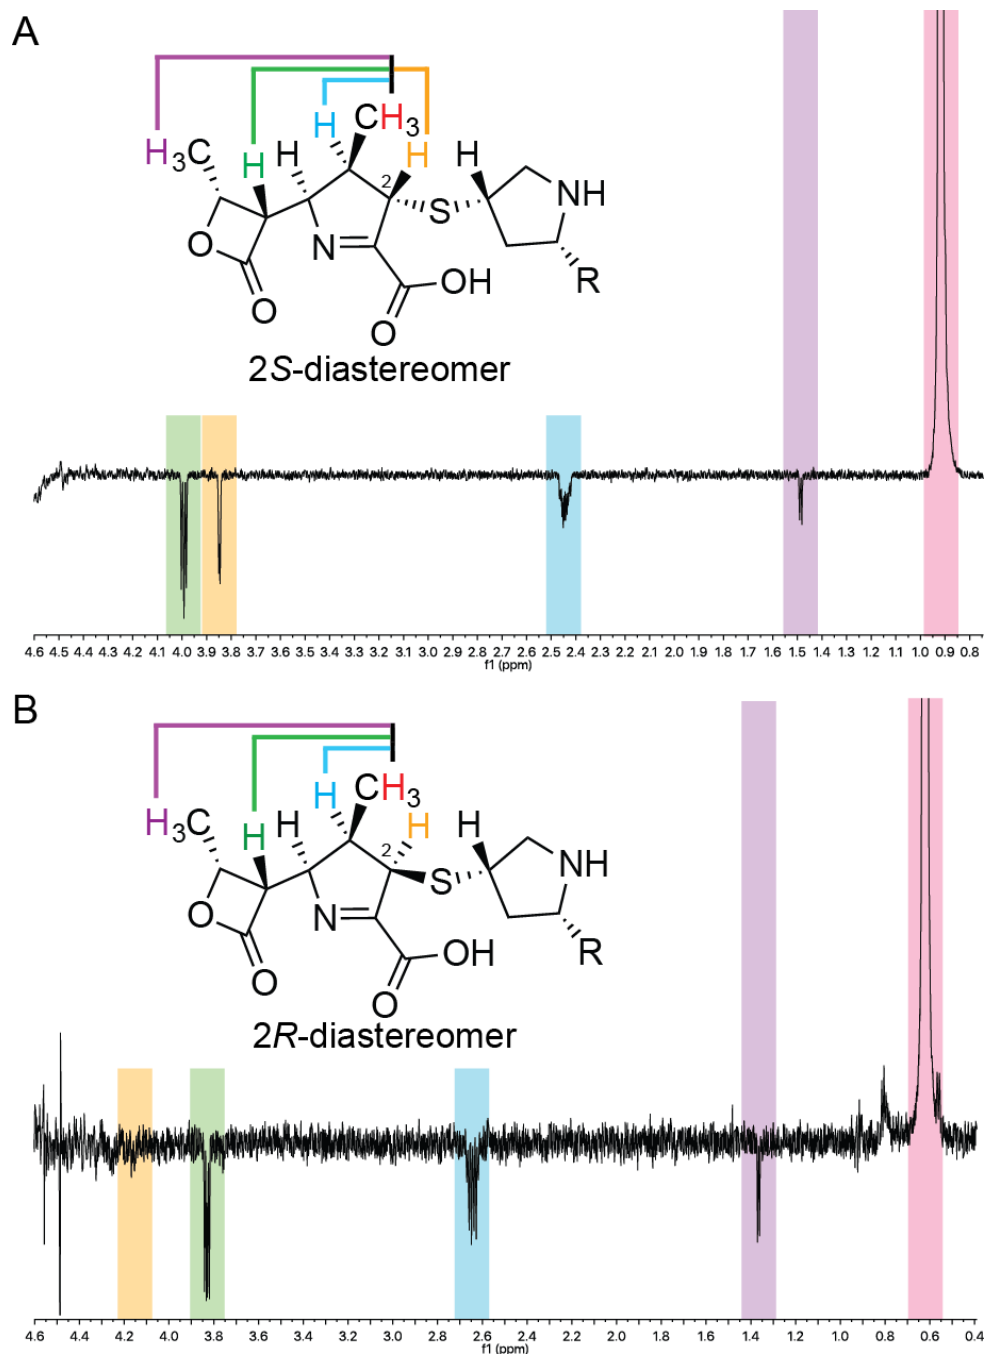 A
H CH3
H3C H H H H
2
S NH
O N
OH R
O O
2S-diastereomer
4.6 4.5 4.4 4.3 4.2 4.1 4.0 3.9 3.8 3.7 3.6 3.5 3.4 3.3 3.2 3.1 3.0 2.9 2.8 2.7 2.6 2.5 2.4 2.3 2.2 2.1 2.0 1.9 1.8 1.7 1.6 1.5 1.4 1.3 1.2 1.1 1.0 0.9 0.8
f1 (ppm)
B
H CH3
H3C H H H H
2
S NH
O N
OH R
O O
2R-diastereomer
4.6 4.4 4.2 4.0 3.8 3.6 3.4 3.2 3.0 2.8 2.6 2.4 2.2 2.0 1.8 1.6 1.4 1.2 1.0 0.8 0.6 0.4
f1 (ppm)